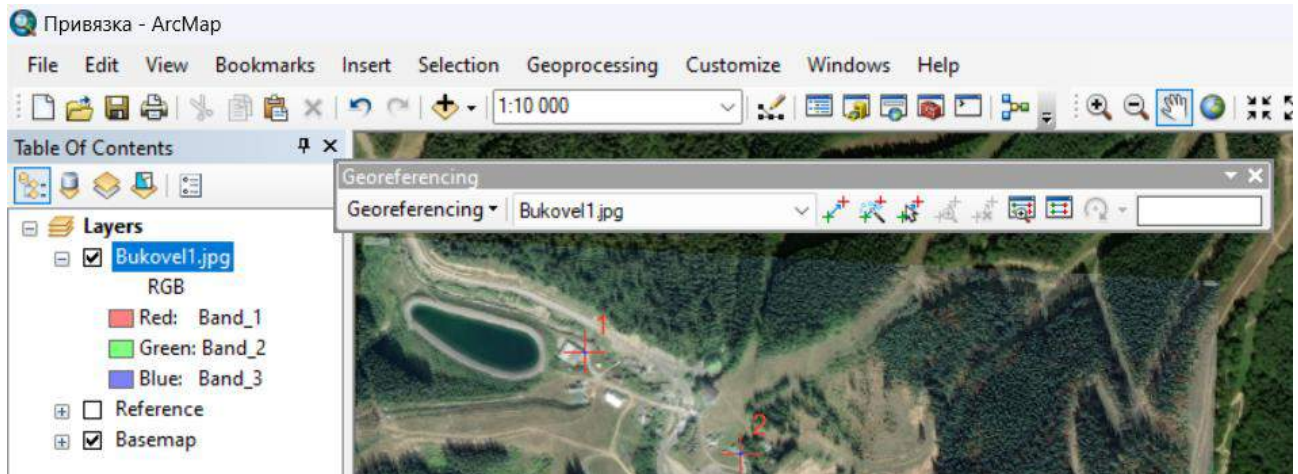 Привязка - ArcMap
File Edit View Bookmarks Insert Selection Geoprocessing Customize Windows Help
1:10 000
Table Of Contents
Georeferencing
Georeferencing Bukovel1.jpg
Layers
Bukovel1.jpg
RGB
Red: Band_1
Green: Band_2
Blue: Band_3
Reference
Basemap
1
2